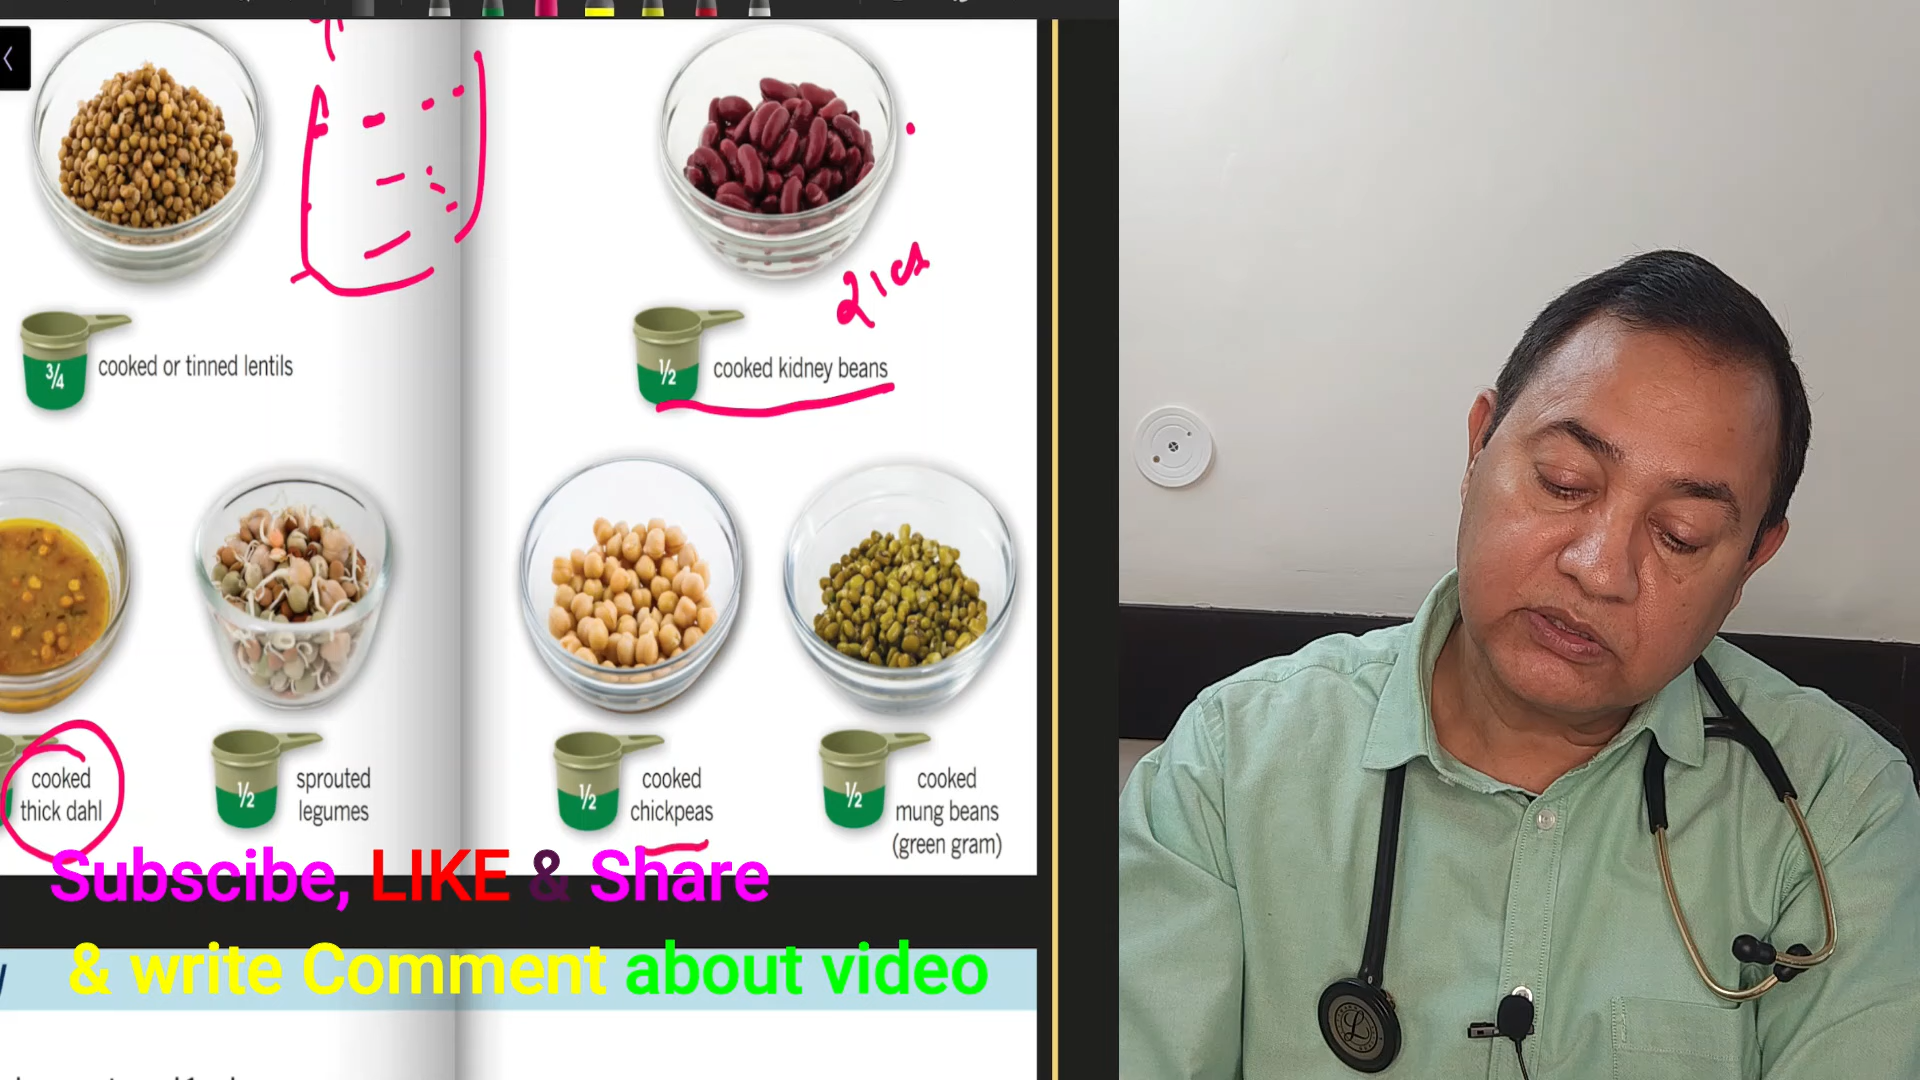 ¾ cooked or tinned lentils
½ cooked kidney beans
cooked
thick dahl
½ sprouted
legumes
½ cooked
chickpeas
½ cooked
mung beans
(green gram)
Subscibe, LIKE & Share
& write Comment about video